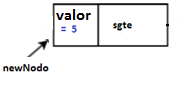 valor
= 5
sgte
newNodo